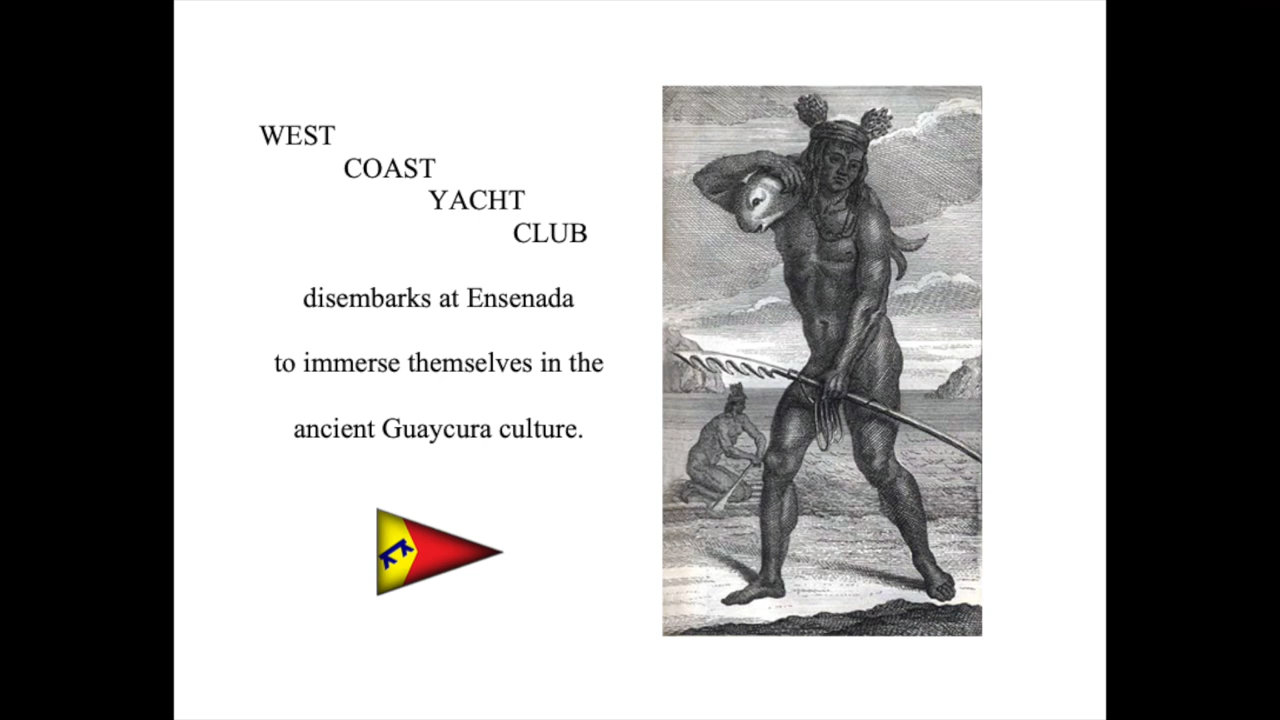 WEST
COAST
YACHT
CLUB
disembarks at Ensenada
to immerse themselves in the
ancient Guaycura culture.